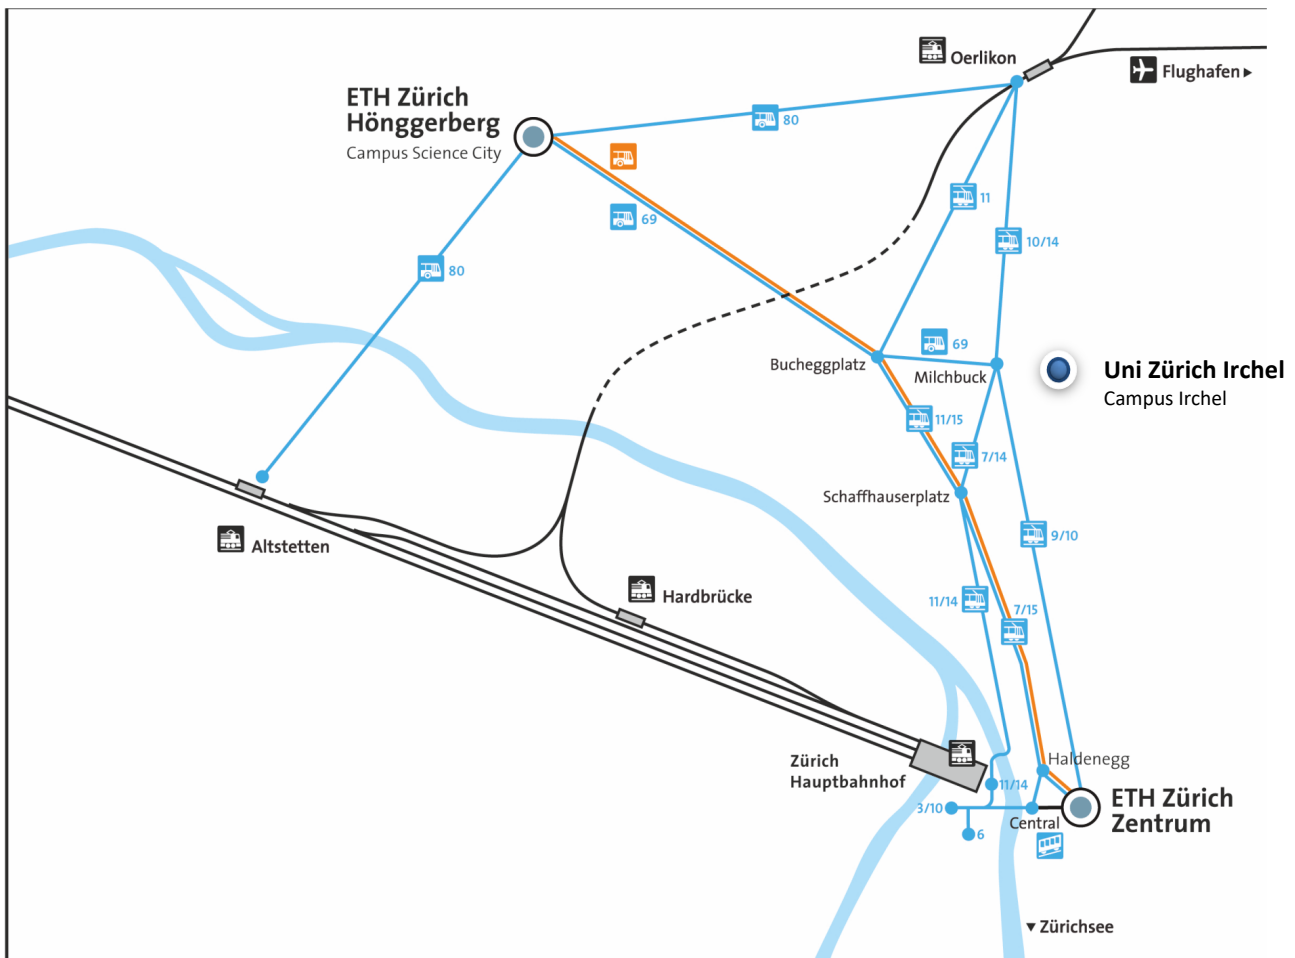 Oerlikon
Flughafen
ETH Zürich
Hönggerberg
Campus Science City
80
11
69
10/14
80
69
Bucheggplatz
Milchbuck
Uni Zürich Irchel
Campus Irchel
11/15
7/14
Schaffhauserplatz
9/10
Altstetten
Hardbrücke
11/14
7/15
Zürich
Hauptbahnhof
Haldenegg
11/14
3/10
Central
6
ETH Zürich
Zentrum
Zürichsee